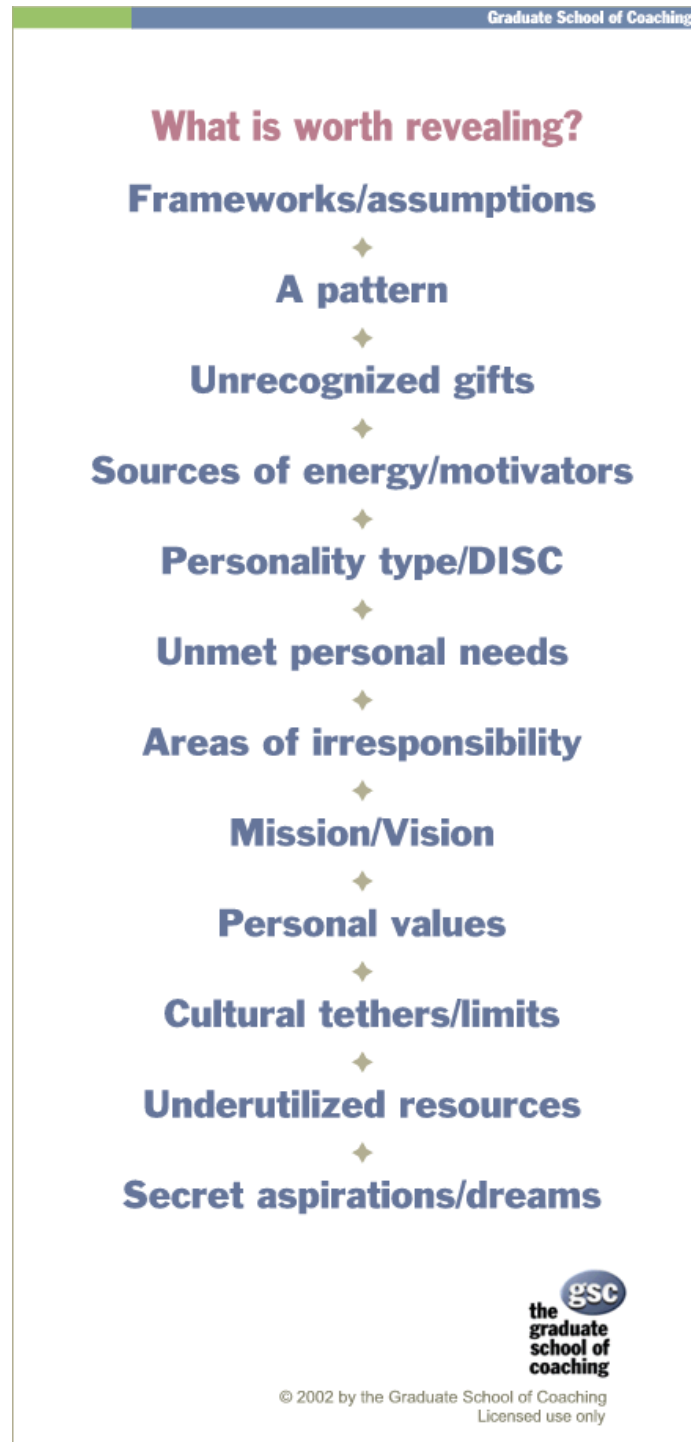 Graduate School of Coaching
What is worth revealing?
Frameworks/assumptions
A pattern
Unrecognized gifts
Sources of energy/motivators
Personality type/DISC
Unmet personal needs
Areas of irresponsibility
Mission/Vision
Personal values
Cultural tethers/limits
Underutilized resources
Secret aspirations/dreams
gsc
the
graduate
school of
coaching
© 2002 by the Graduate School of Coaching
Licensed use only